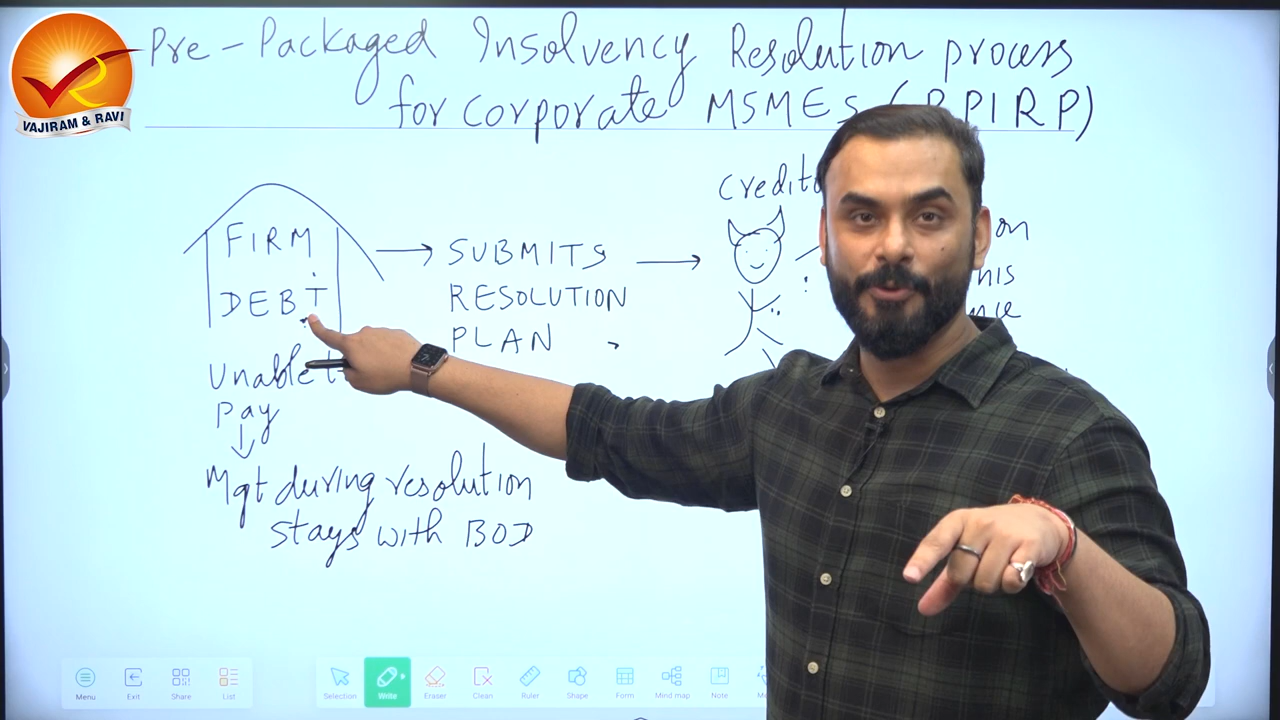 VAJIRAM & RAVI
Pre-Packaged Insolvency Resolution process
for corporate MSMEs (PPIRP)
FIRM
DEBT
Unable
pay
Mgt during resolution
stays with BOD
SUBMITS
RESOLUTION
PLAN
Menu
Exit
Share
List
Selection
Write
Eraser
Clean
Ruler
Shape
Form
Mind map
Note